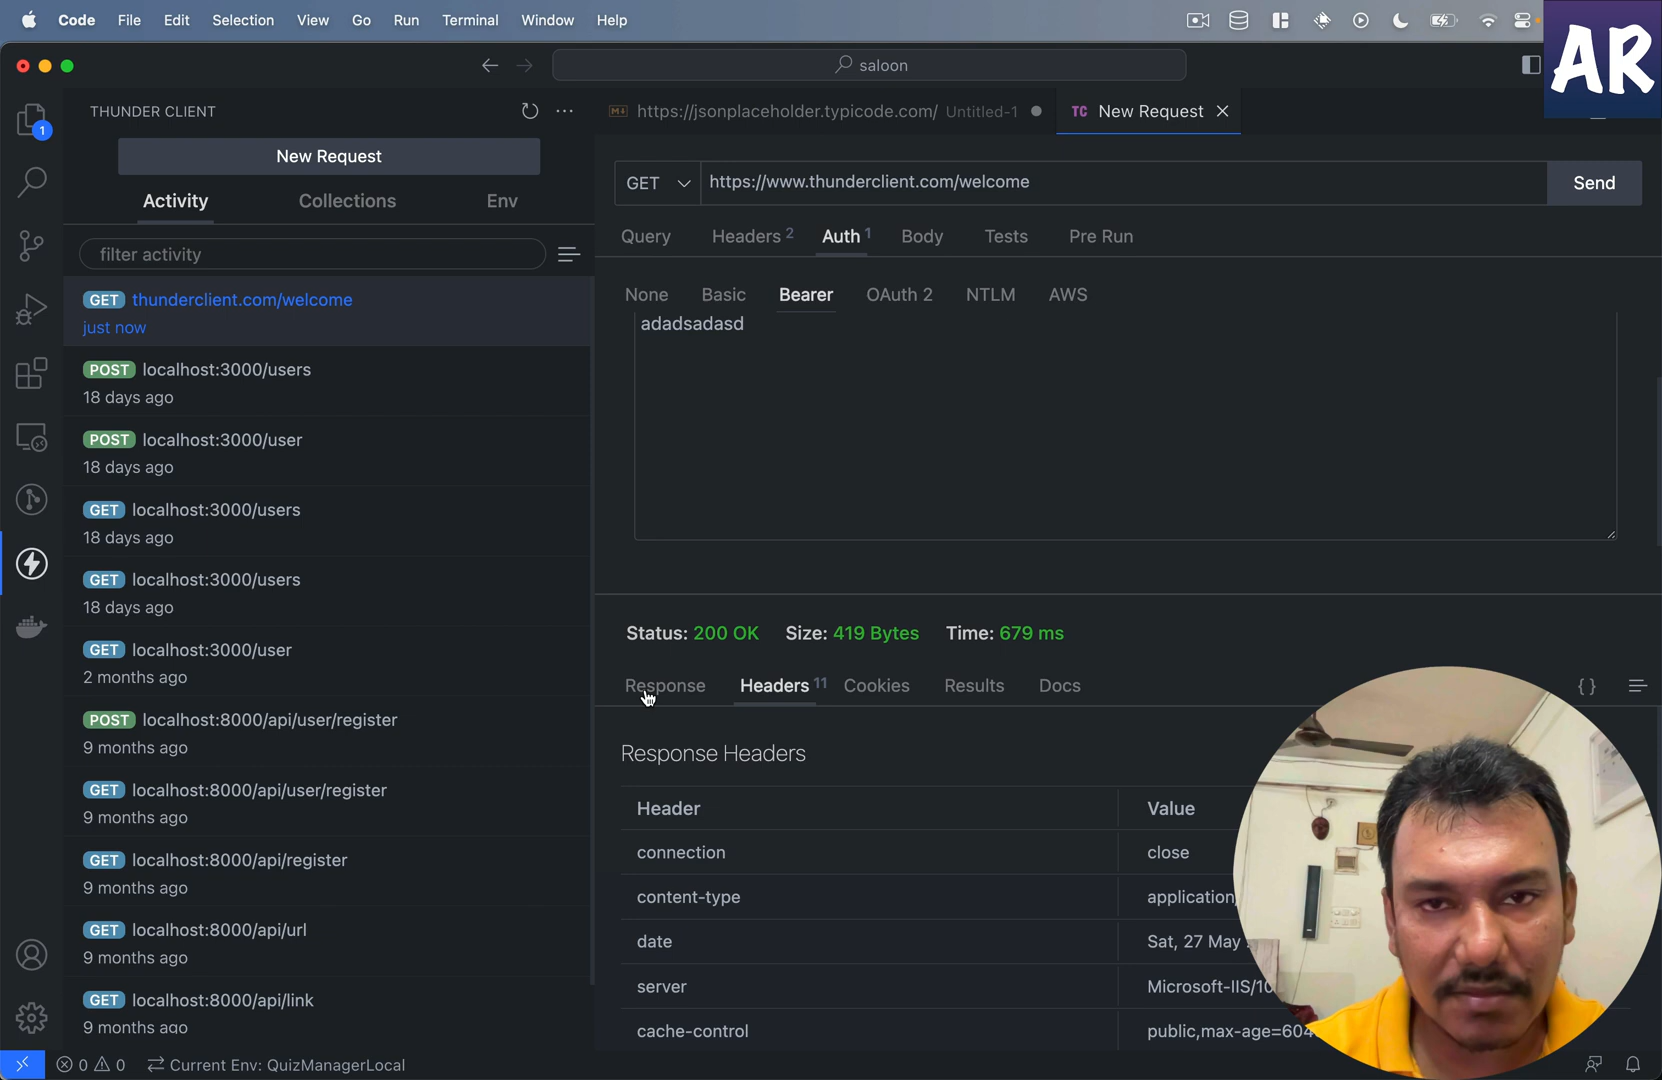 Code File Edit Selection View Go Run Terminal Window Help
saloon
AR
1
THUNDER CLIENT
New Request
Activity Collections Env
filter activity
GET thunderclient.com/welcome
just now
POST localhost:3000/users
18 days ago
POST localhost:3000/user
18 days ago
GET localhost:3000/users
18 days ago
GET localhost:3000/users
18 days ago
GET localhost:3000/user
2 months ago
POST localhost:8000/api/user/register
9 months ago
GET localhost:8000/api/user/register
9 months ago
GET localhost:8000/api/register
9 months ago
GET localhost:8000/api/url
9 months ago
GET localhost:8000/api/link
9 months ago
https://jsonplaceholder.typicode.com/ Untitled-1 TC New Request
GET https://www.thunderclient.com/welcome Send
Query Headers 2 Auth 1 Body Tests Pre Run
None Basic Bearer OAuth 2 NTLM AWS
adadsadasd
Status: 200 OK Size: 419 Bytes Time: 679 ms
Response Headers 11 Cookies Results Docs { }
Response Headers
Header Value
connection close
content-type application
date Sat, 27 May
server Microsoft-IIS/10
cache-control public,max-age=604
0 0 Current Env: QuizManagerLocal